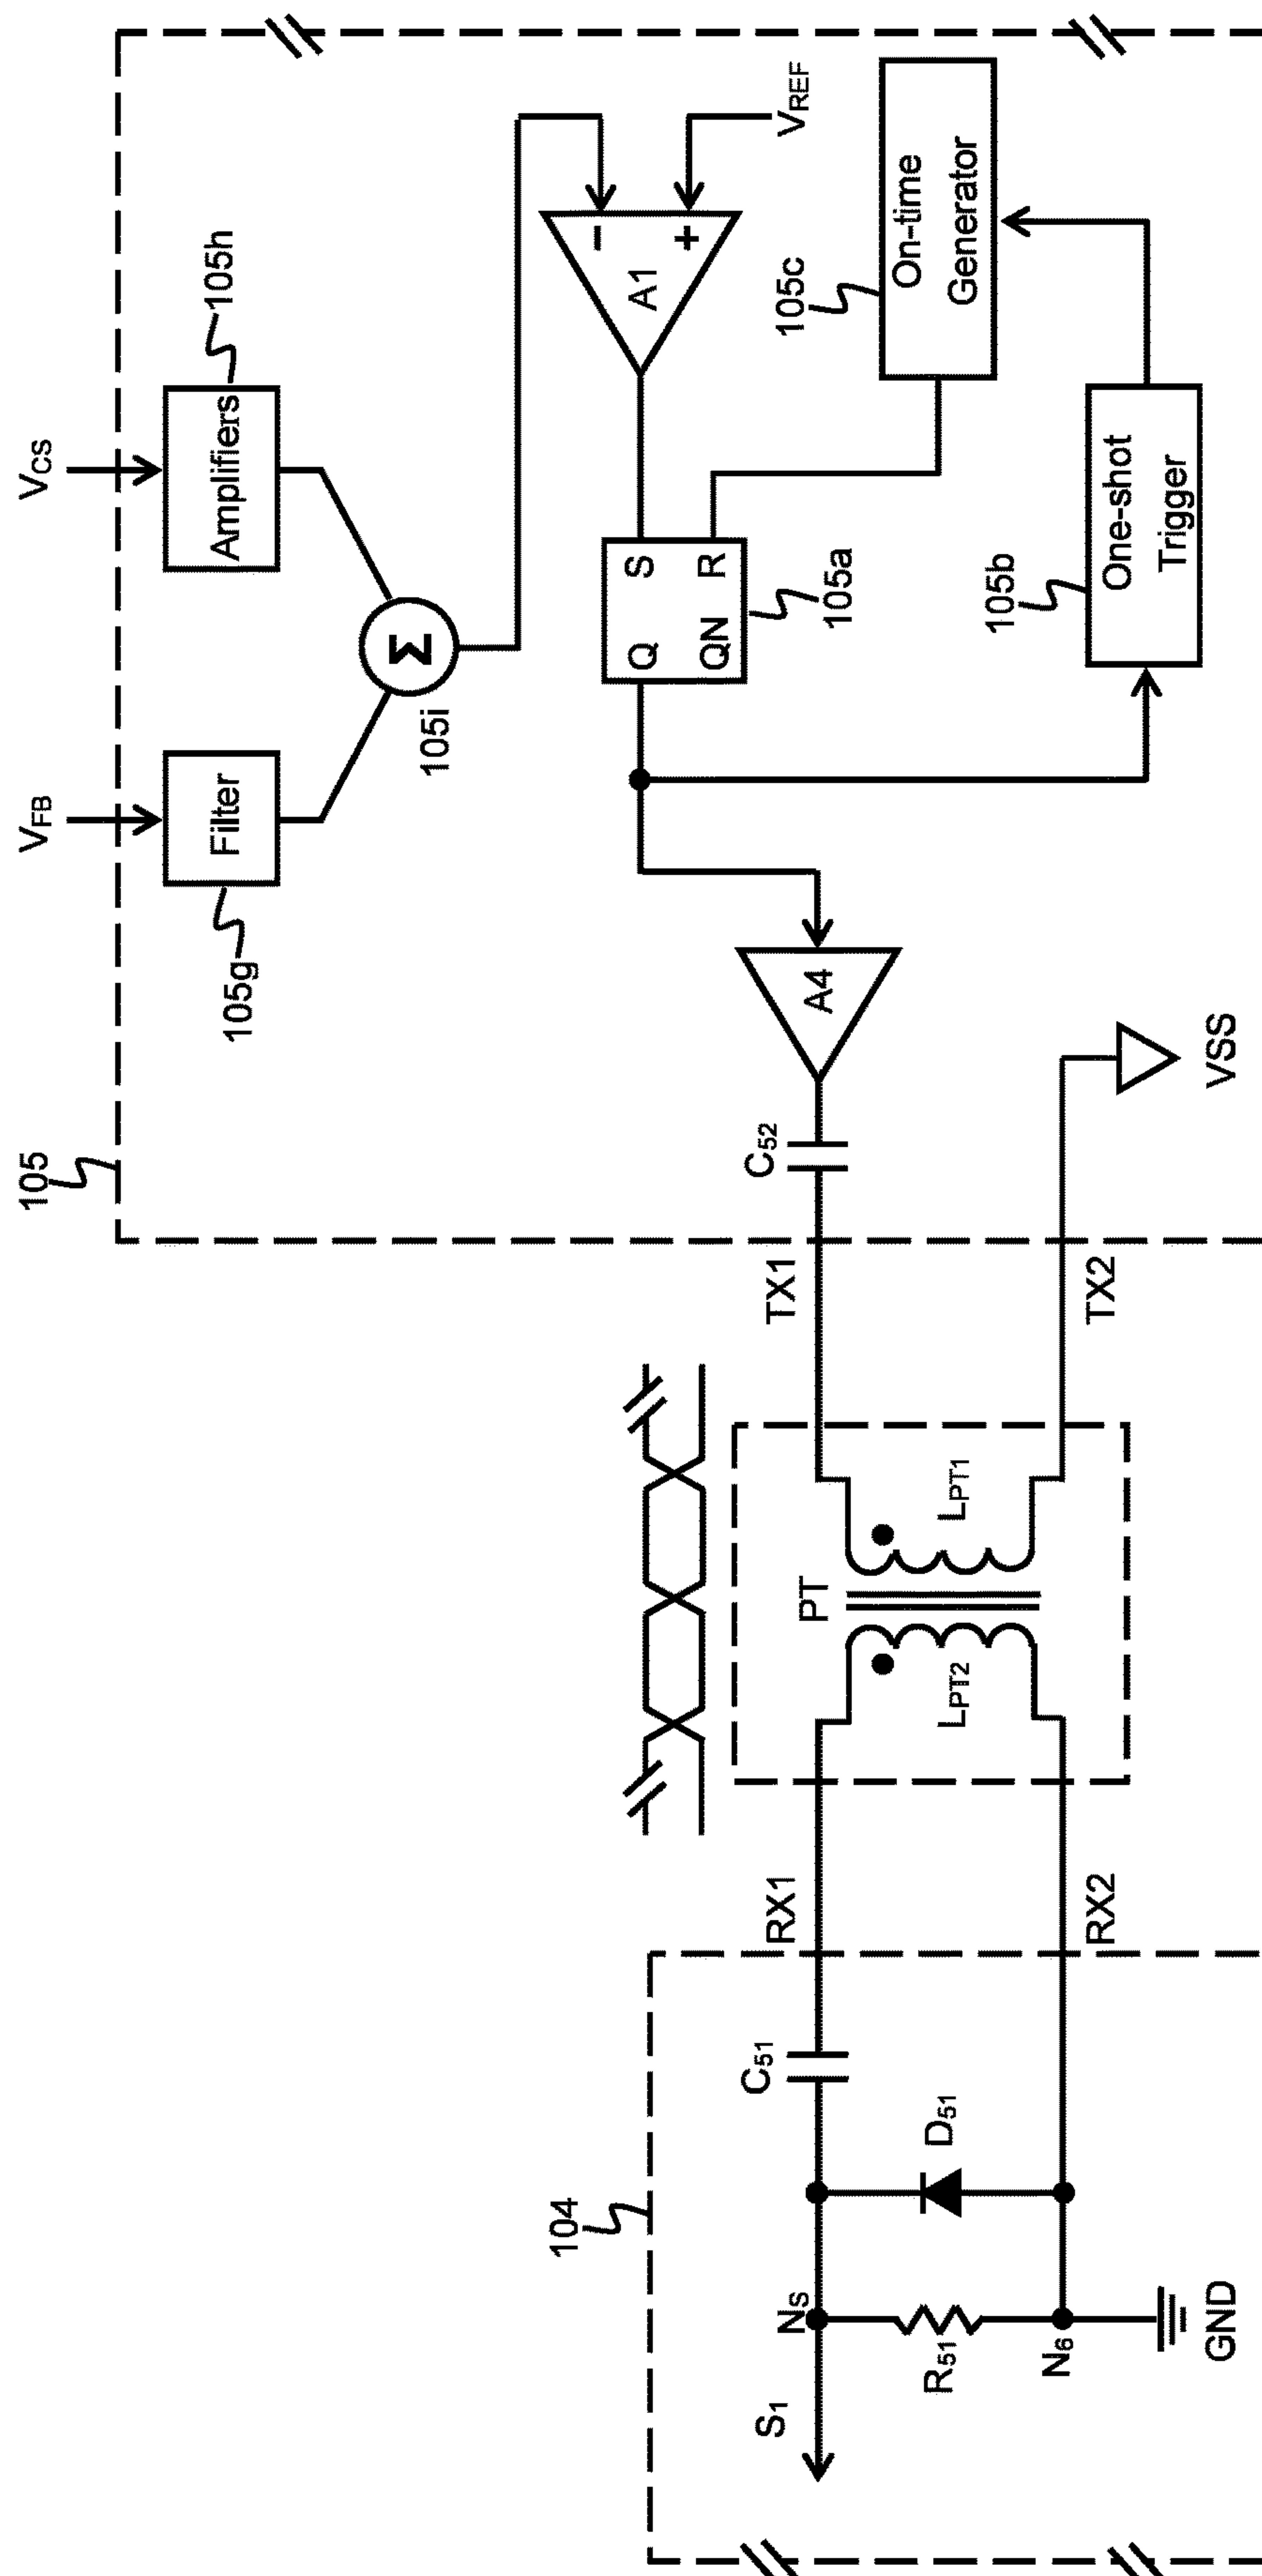 105
VFB
VCS
Filter
105g
Amplifiers
105h
Σ
105i
−
+
A1
VREF
Q
S
QN
R
105a
105c
On-time
Generator
105b
One-shot
Trigger
A4
C52
VSS
TX1
TX2
PT
LPT2
LPT1
RX1
RX2
104
C51
D51
NS
S1
R51
N6
GND